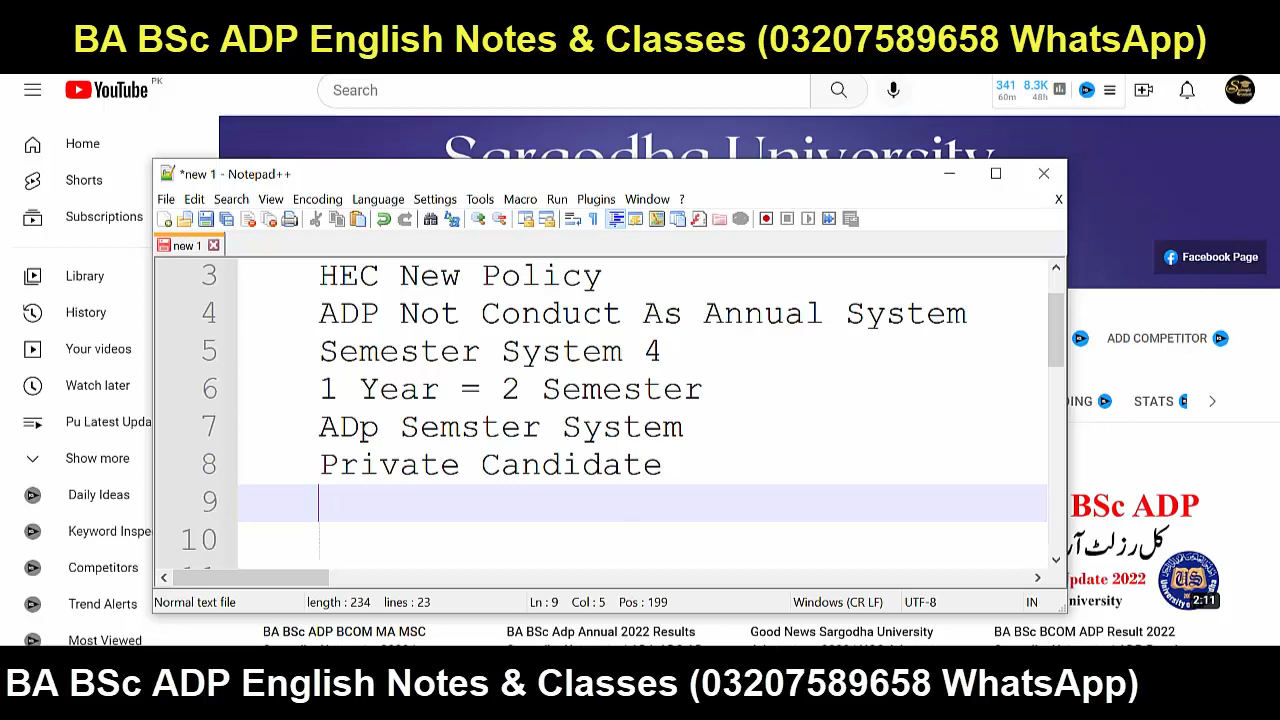 BA BSc ADP English Notes & Classes (03207589658 WhatsApp)
YouTube PK
Search
341 8.3K
60m 48h
Home
Shorts
Subscriptions
Library
History
Your videos
Watch later
Pu Latest Upda
Show more
Daily Ideas
Keyword Inspe
Competitors
Trend Alerts
Most Viewed
Sargodha University
Facebook Page
ADD COMPETITOR
STATS
*new 1 - Notepad++
File Edit Search View Encoding Language Settings Tools Macro Run Plugins Window ?
X
new 1
3 HEC New Policy
4 ADP Not Conduct As Annual System
5 Semester System 4
6 1 Year = 2 Semester
7 ADp Semster System
8 Private Candidate
9
10
Normal text file length : 234 lines : 23 Ln : 9 Col : 5 Pos : 199 Windows (CR LF) UTF-8 IN
BSc ADP
کل رزلٹ
pdate 2022
niversity
US
2:11
BA BSc ADP BCOM MA MSC
BA BSc Adp Annual 2022 Results
Good News Sargodha University
BA BSc BCOM ADP Result 2022
BA BSc ADP English Notes & Classes (03207589658 WhatsApp)